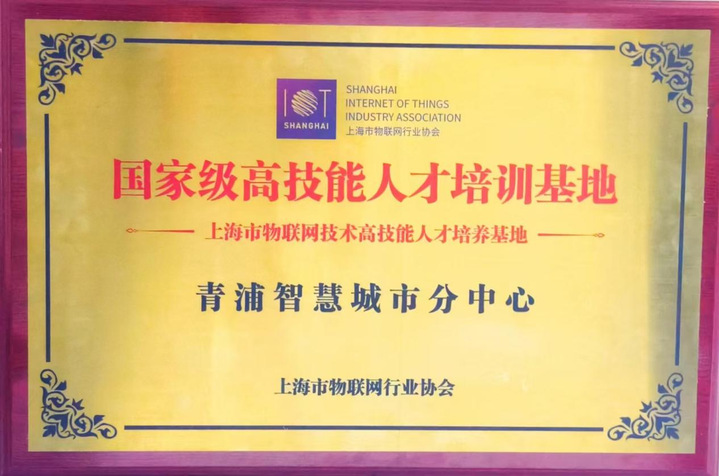 IOT
SHANGHAI
SHANGHAI
INTERNET OF THINGS
INDUSTRY ASSOCIATION
上海市物联网行业协会
国家级高技能人才培训基地
上海市物联网技术高技能人才培养基地
青浦智慧城市分中心
上海市物联网行业协会